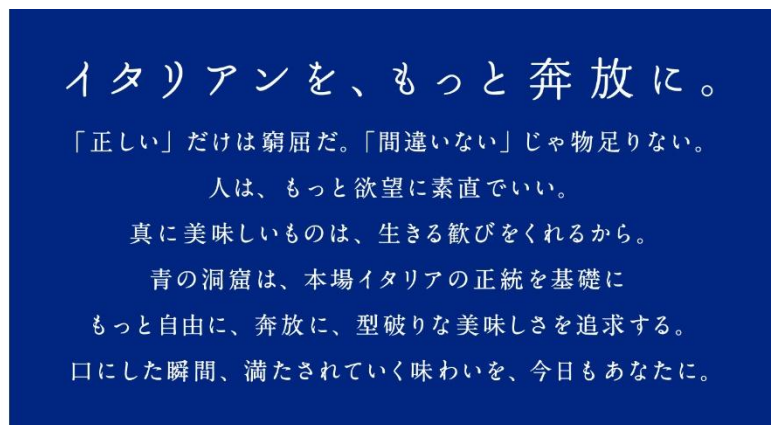 イタリアンを、もっと奔放に。
「正しい」だけは窮屈だ。「間違いない」じゃ物足りない。
人は、もっと欲望に素直でいい。
真に美味しいものは、生きる歓びをくれるから。
青の洞窟は、本場イタリアの正統を基礎に
もっと自由に、奔放に、型破りな美味しさを追求する。
口にした瞬間、満たされていく味わいを、今日もあなたに。